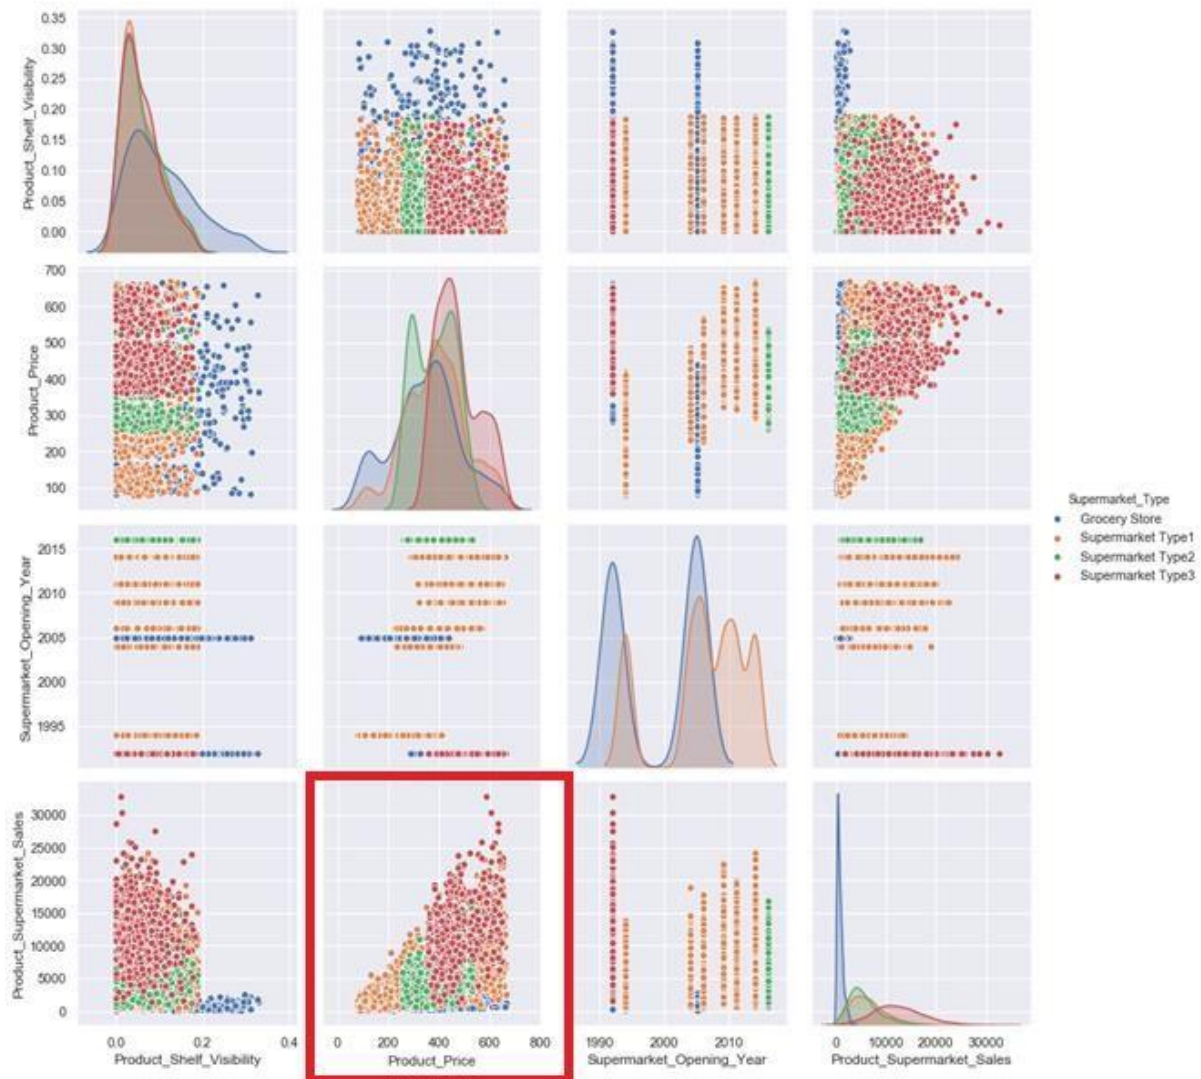 0.35
0.30
0.25
0.20
0.15
0.10
0.05
0.00
Product_Shelf_Visibility
700
600
500
400
300
200
100
Product_Price
2015
2010
2005
2000
1995
Supermarket_Opening_Year
30000
25000
20000
15000
10000
5000
0
Product_Supermarket_Sales
0.0 0.2 0.4
Product_Shelf_Visibility
0 200 400 600 800
Product_Price
1990 2000 2010
Supermarket_Opening_Year
0 10000 20000 30000
Product_Supermarket_Sales
Supermarket_Type
Grocery Store
Supermarket Type1
Supermarket Type2
Supermarket Type3